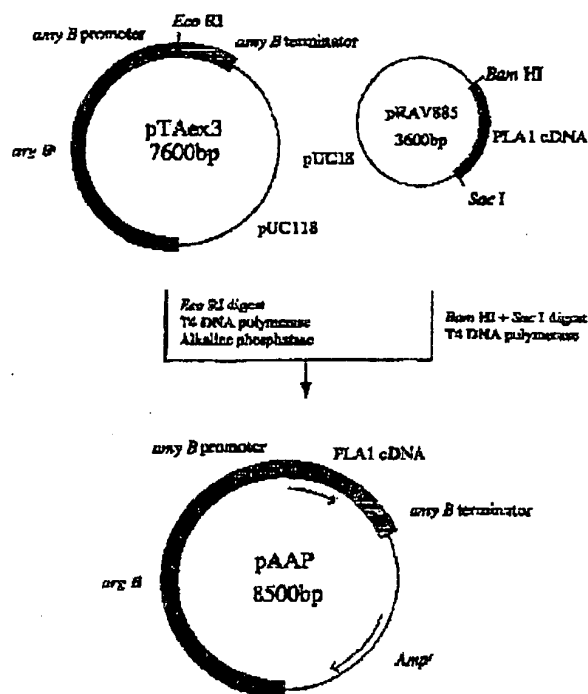 Eco RI
amy B promoter
amy B terminator
pTAex3
7600bp
arg B
pUC118
Bam HI
pRAV885
3600bp
PLA1 cDNA
pUC18
Sac I
Eco RI digest
T4 DNA polymerase
Alkaline phosphatase
Bam HI + Sac I digest
T4 DNA polymerase
amy B promoter
PLA1 cDNA
amy B terminator
arg B
pAAP
8500bp
Ampr